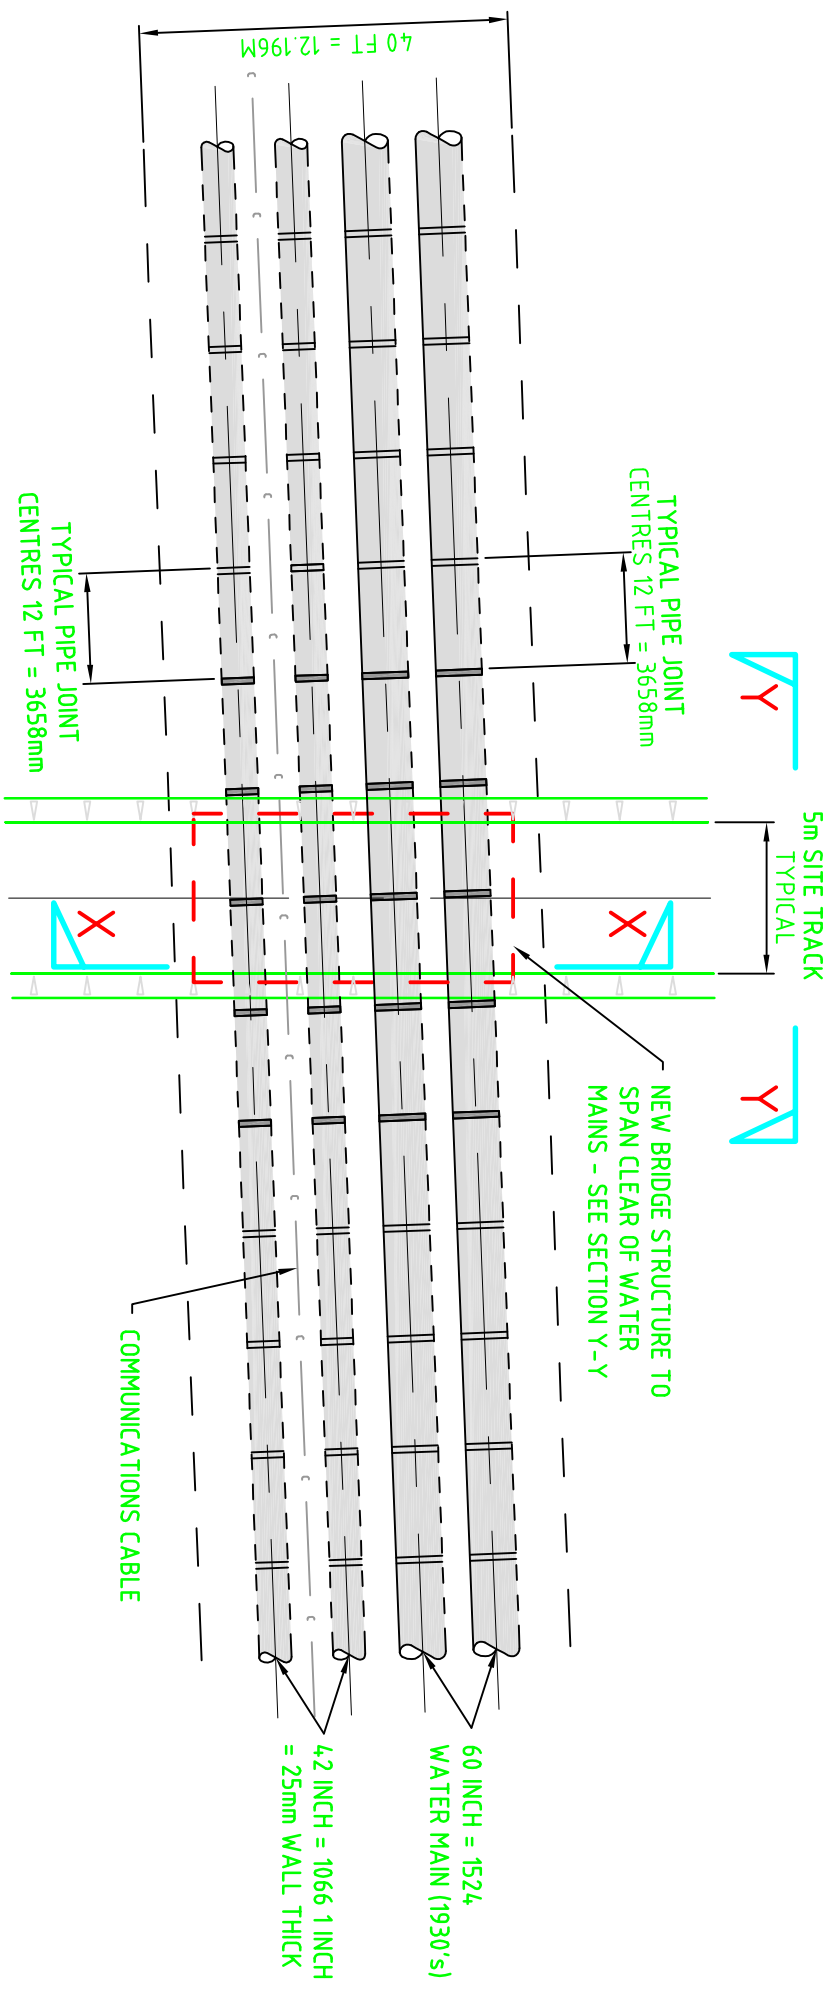 40 FT = 12.196M
TYPICAL PIPE JOINT
CENTRES 12 FT = 3658mm
TYPICAL PIPE JOINT
CENTRES 12 FT = 3658mm
Y
5m SITE TRACK
TYPICAL
X
X
Y
NEW BRIDGE STRUCTURE TO
SPAN CLEAR OF WATER
MAINS - SEE SECTION Y-Y
COMMUNICATIONS CABLE
60 INCH = 1524
WATER MAIN (1930's)
42 INCH = 1066 1 INCH
= 25mm WALL THICK
c
c
c
c
c
c
c
c
c
c
c
c